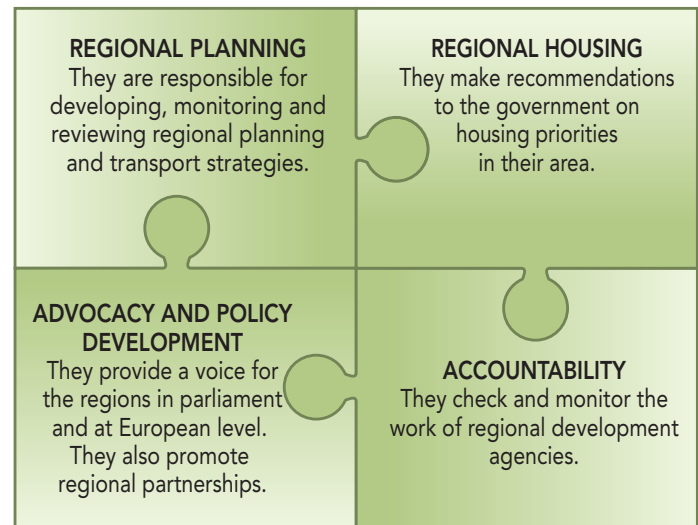 REGIONAL PLANNING
They are responsible for
developing, monitoring and
reviewing regional planning
and transport strategies.
REGIONAL HOUSING
They make recommendations
to the government on
housing priorities
in their area.
ADVOCACY AND POLICY
DEVELOPMENT
They provide a voice for
the regions in parliament
and at European level.
They also promote
regional partnerships.
ACCOUNTABILITY
They check and monitor the
work of regional development
agencies.